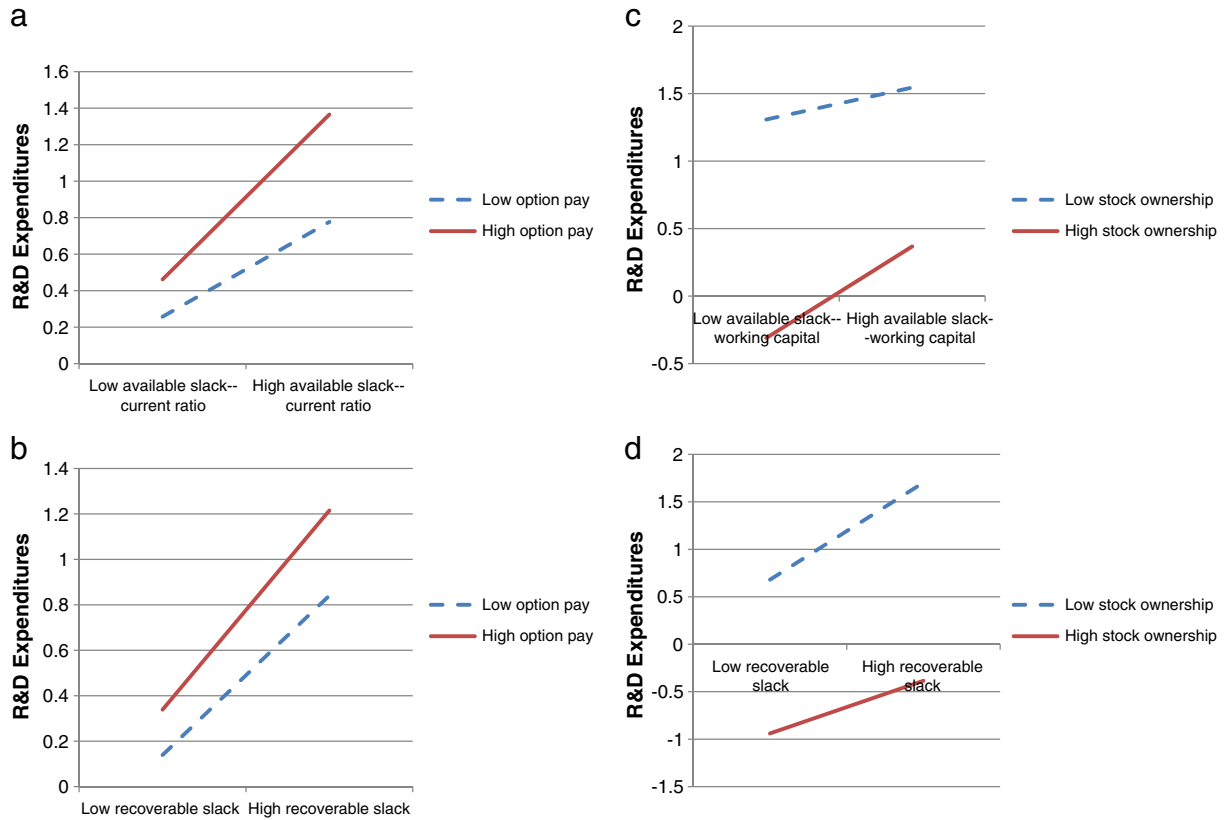 a
R&D Expenditures
1.6
1.4
1.2
1
0.8
0.6
0.4
0.2
0
Low available slack--
current ratio
High available slack--
current ratio
Low option pay
High option pay
b
R&D Expenditures
1.4
1.2
1
0.8
0.6
0.4
0.2
0
Low recoverable slack
High recoverable slack
Low option pay
High option pay
c
R&D Expenditures
2
1.5
1
0.5
0
-0.5
Low available slack--
working capital
High available slack-
-working capital
Low stock ownership
High stock ownership
d
R&D Expenditures
2
1.5
1
0.5
0
-0.5
-1
-1.5
Low recoverable
slack
High recoverable
slack
Low stock ownership
High stock ownership